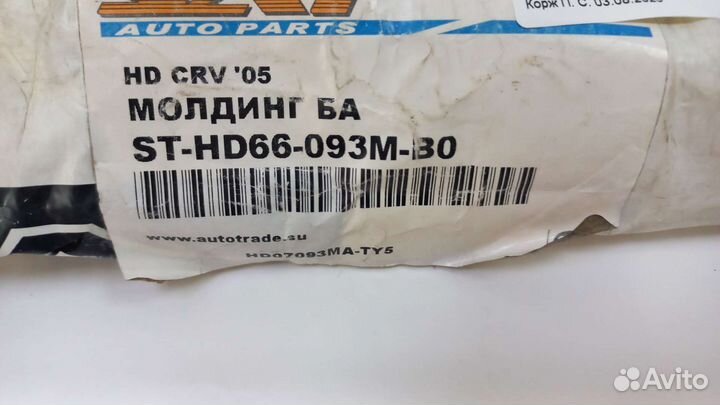 AUTO PARTS
Корж П. С. 03.08.2023
HD CRV '05
МОЛДИНГ БА
ST-HD66-093M-B0
www.autotrade.su
HD07093MA-TY5
Avito